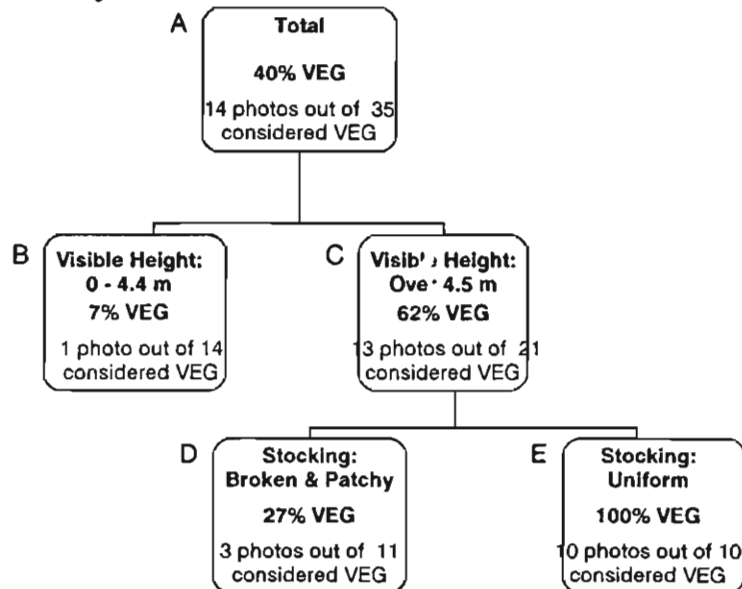 A
Total
40% VEG
14 photos out of 35
considered VEG
B
Visible Height:
0 - 4.4 m
7% VEG
1 photo out of 14
considered VEG
C
Height:
4.5 m
62% VEG
13 photos out of 21
considered VEG
D
Stocking:
Broken & Patchy
27% VEG
3 photos out of 11
considered VEG
E
Stocking:
Uniform
100% VEG
10 photos out of 10
considered VEG